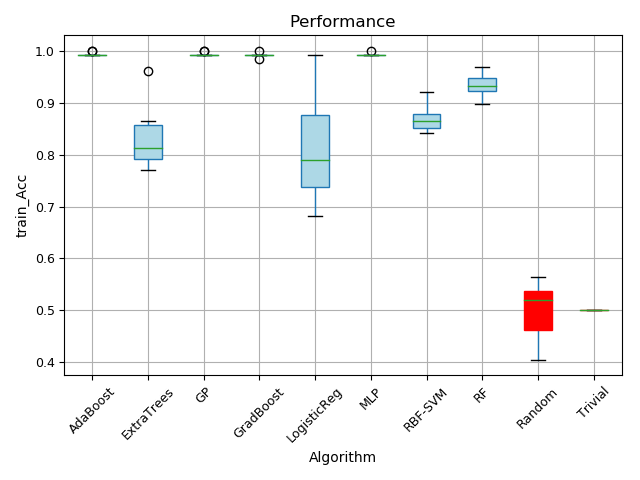 Performance
train_Acc
1.0
0.9
0.8
0.7
0.6
0.5
0.4
AdaBoost
ExtraTrees
GP
GradBoost
LogisticReg
MLP
RBF-SVM
RF
Random
Trivial
Algorithm